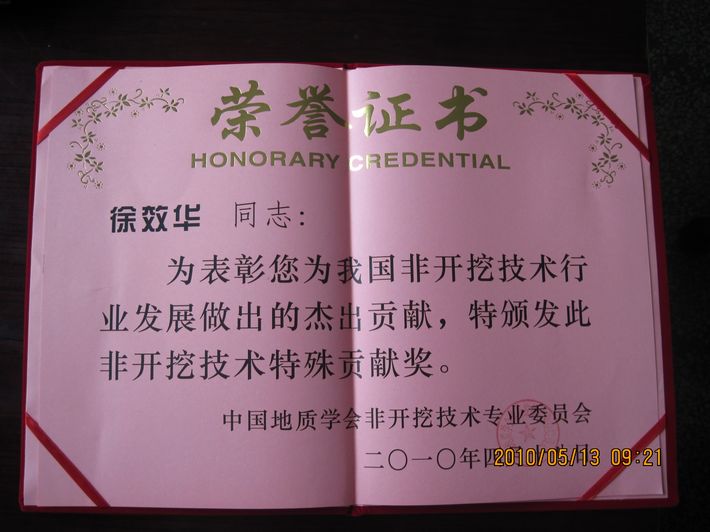 荣誉证书
HONORARY CREDENTIAL
徐效华 同志：
为表彰您为我国非开挖技术行
业发展做出的杰出贡献，特颁发此
非开挖技术特殊贡献奖。
中国地质学会非开挖技术专业委员会
二〇一〇年四月
2010/05/13 09:21